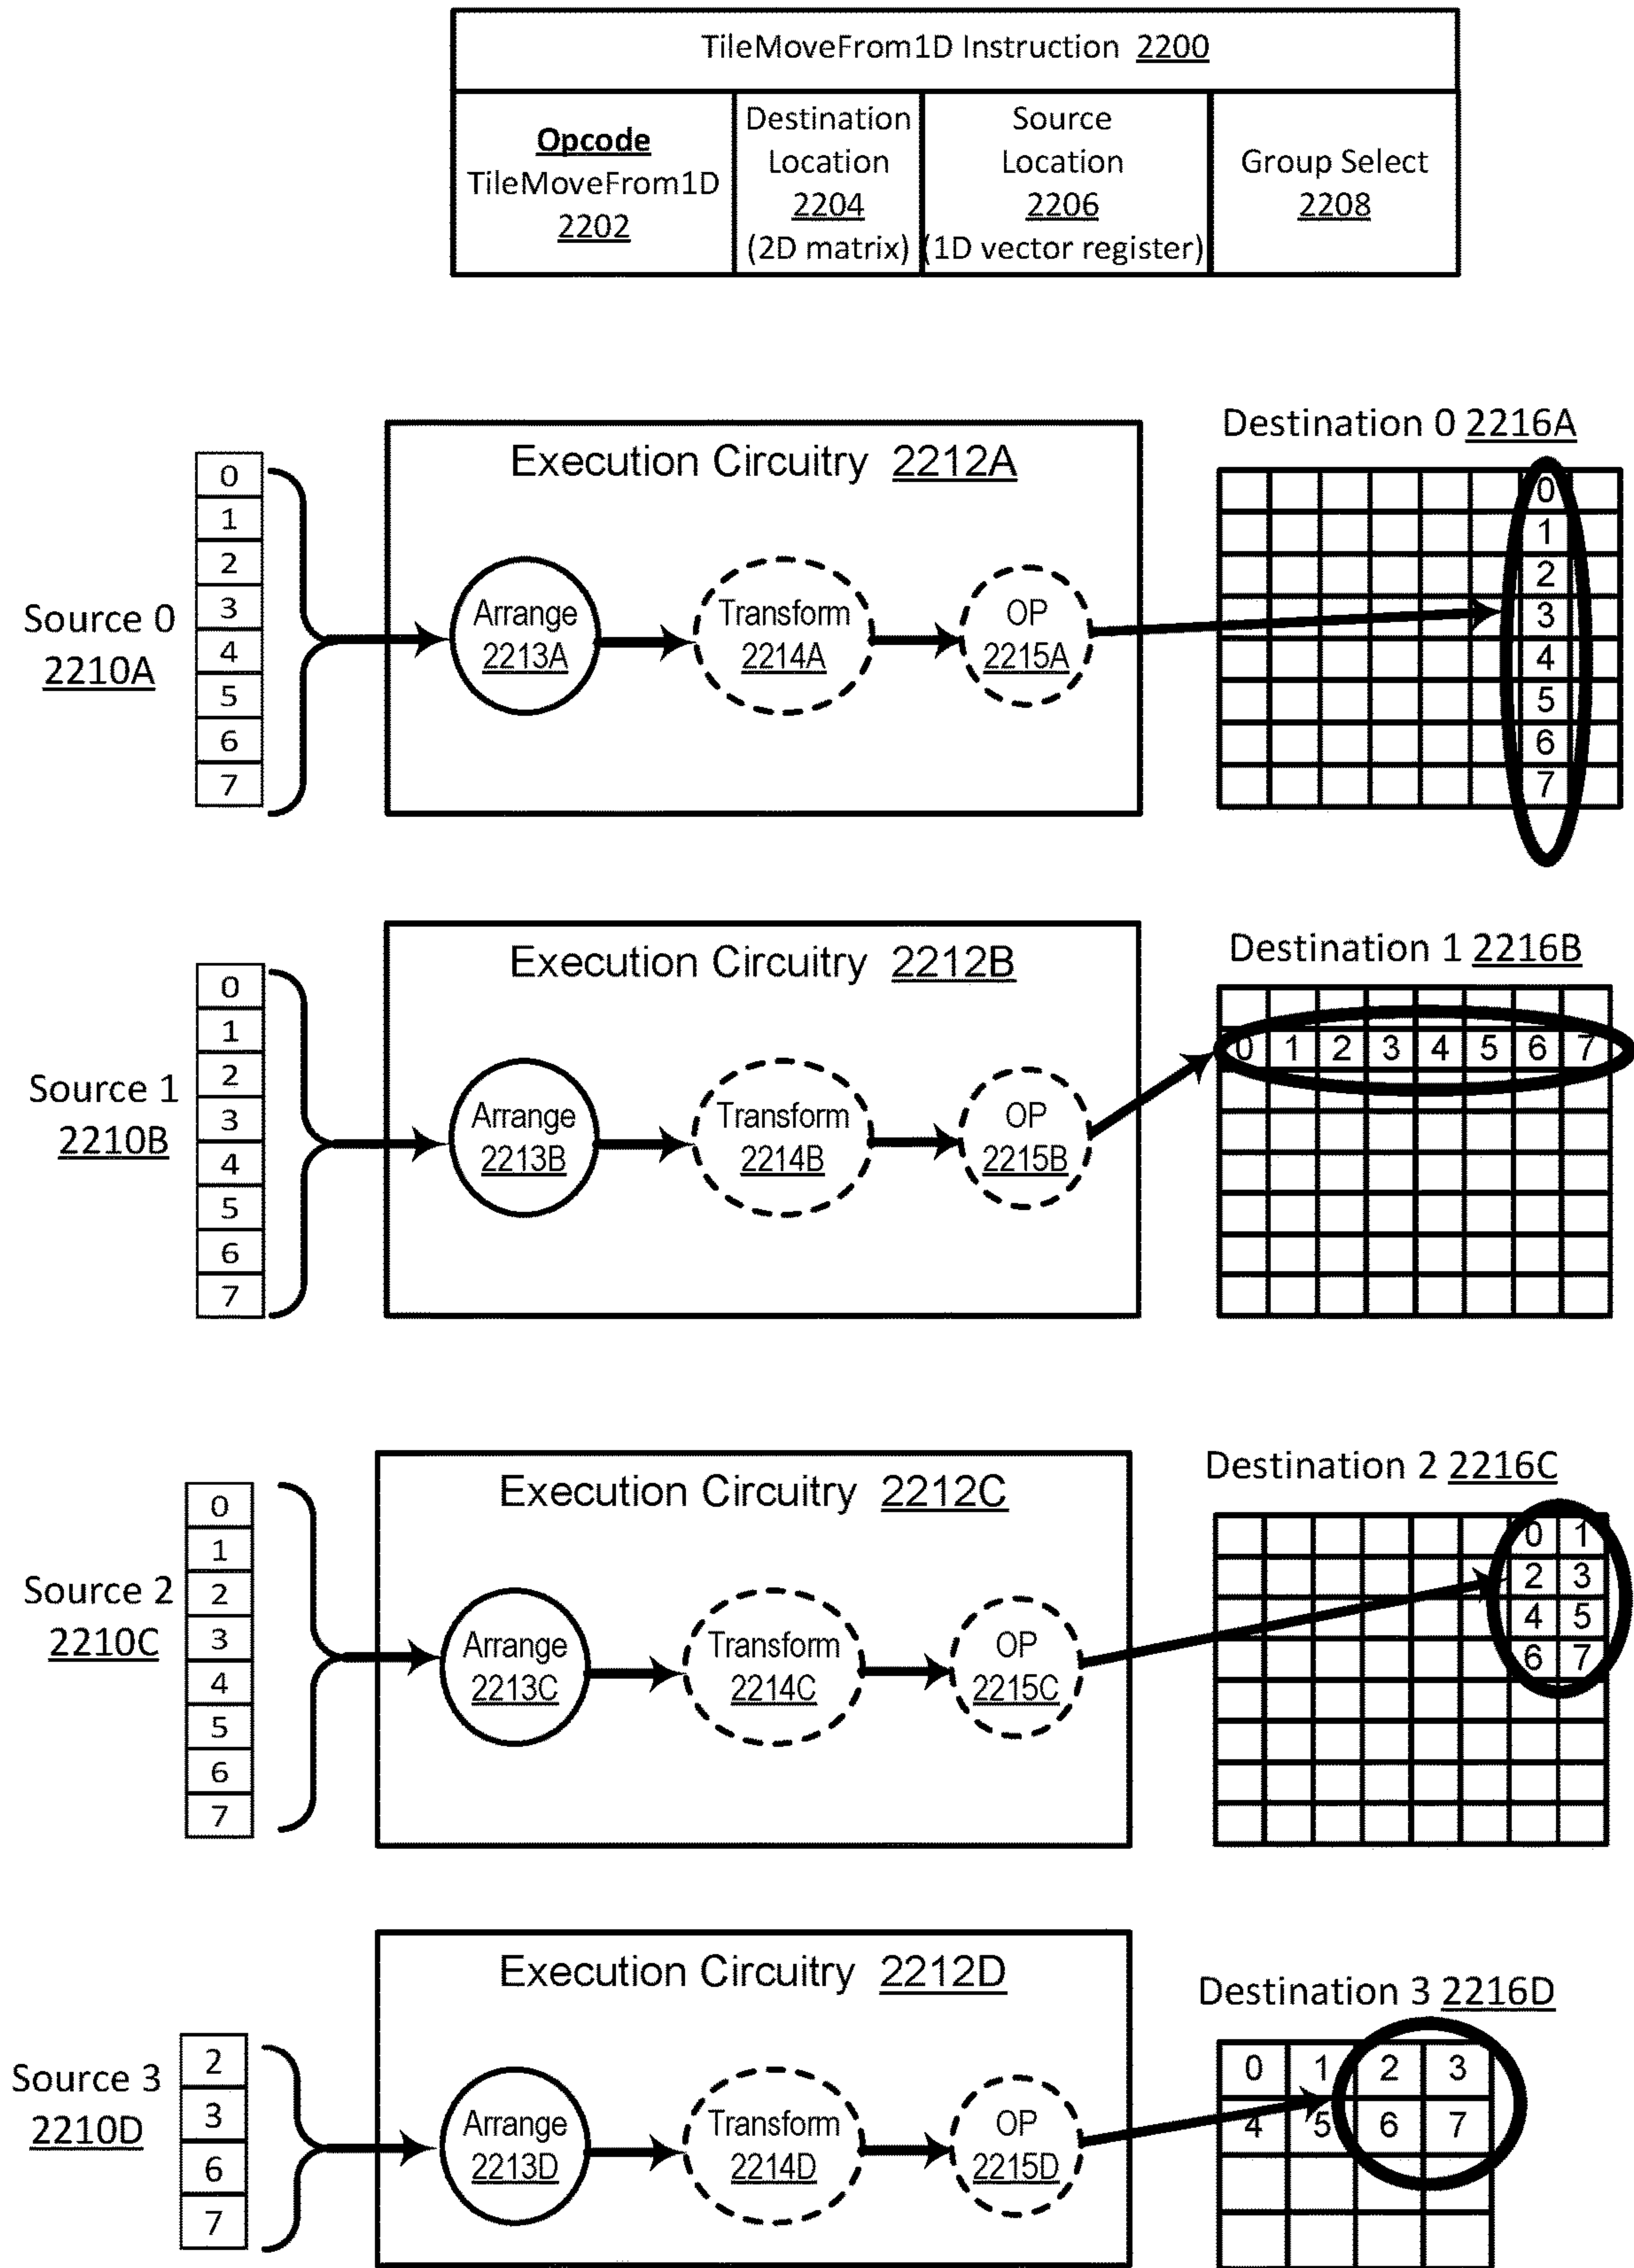 TileMoveFrom1D Instruction 2200
Opcode
TileMoveFrom1D
2202
Destination
Location
2204
(2D matrix)
Source
Location
2206
(1D vector register)
Group Select
2208
Source 0
2210A
0
1
2
3
4
5
6
7
Execution Circuitry 2212A
Arrange
2213A
Transform
2214A
OP
2215A
Destination 0 2216A
0
1
2
3
4
5
6
7
Source 1
2210B
0
1
2
3
4
5
6
7
Execution Circuitry 2212B
Arrange
2213B
Transform
2214B
OP
2215B
Destination 1 2216B
0 1 2 3 4 5 6 7
Source 2
2210C
0
1
2
3
4
5
6
7
Execution Circuitry 2212C
Arrange
2213C
Transform
2214C
OP
2215C
Destination 2 2216C
0 1
2 3
4 5
6 7
Source 3
2210D
2
3
6
7
Execution Circuitry 2212D
Arrange
2213D
Transform
2214D
OP
2215D
Destination 3 2216D
0 1 2 3
4 5 6 7